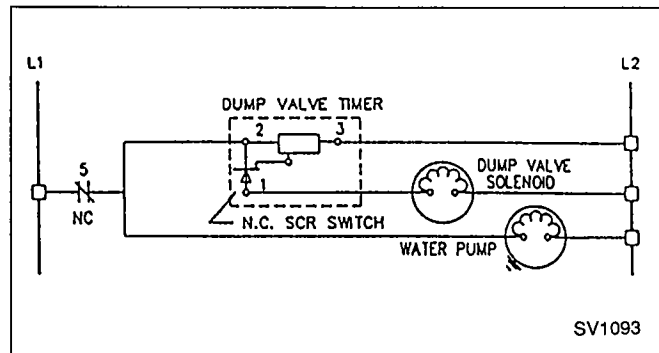 L1
L2
DUMP VALVE TIMER
2
3
5
NC
1
DUMP VALVE
SOLENOID
N.C. SCR SWITCH
WATER PUMP
SV1093